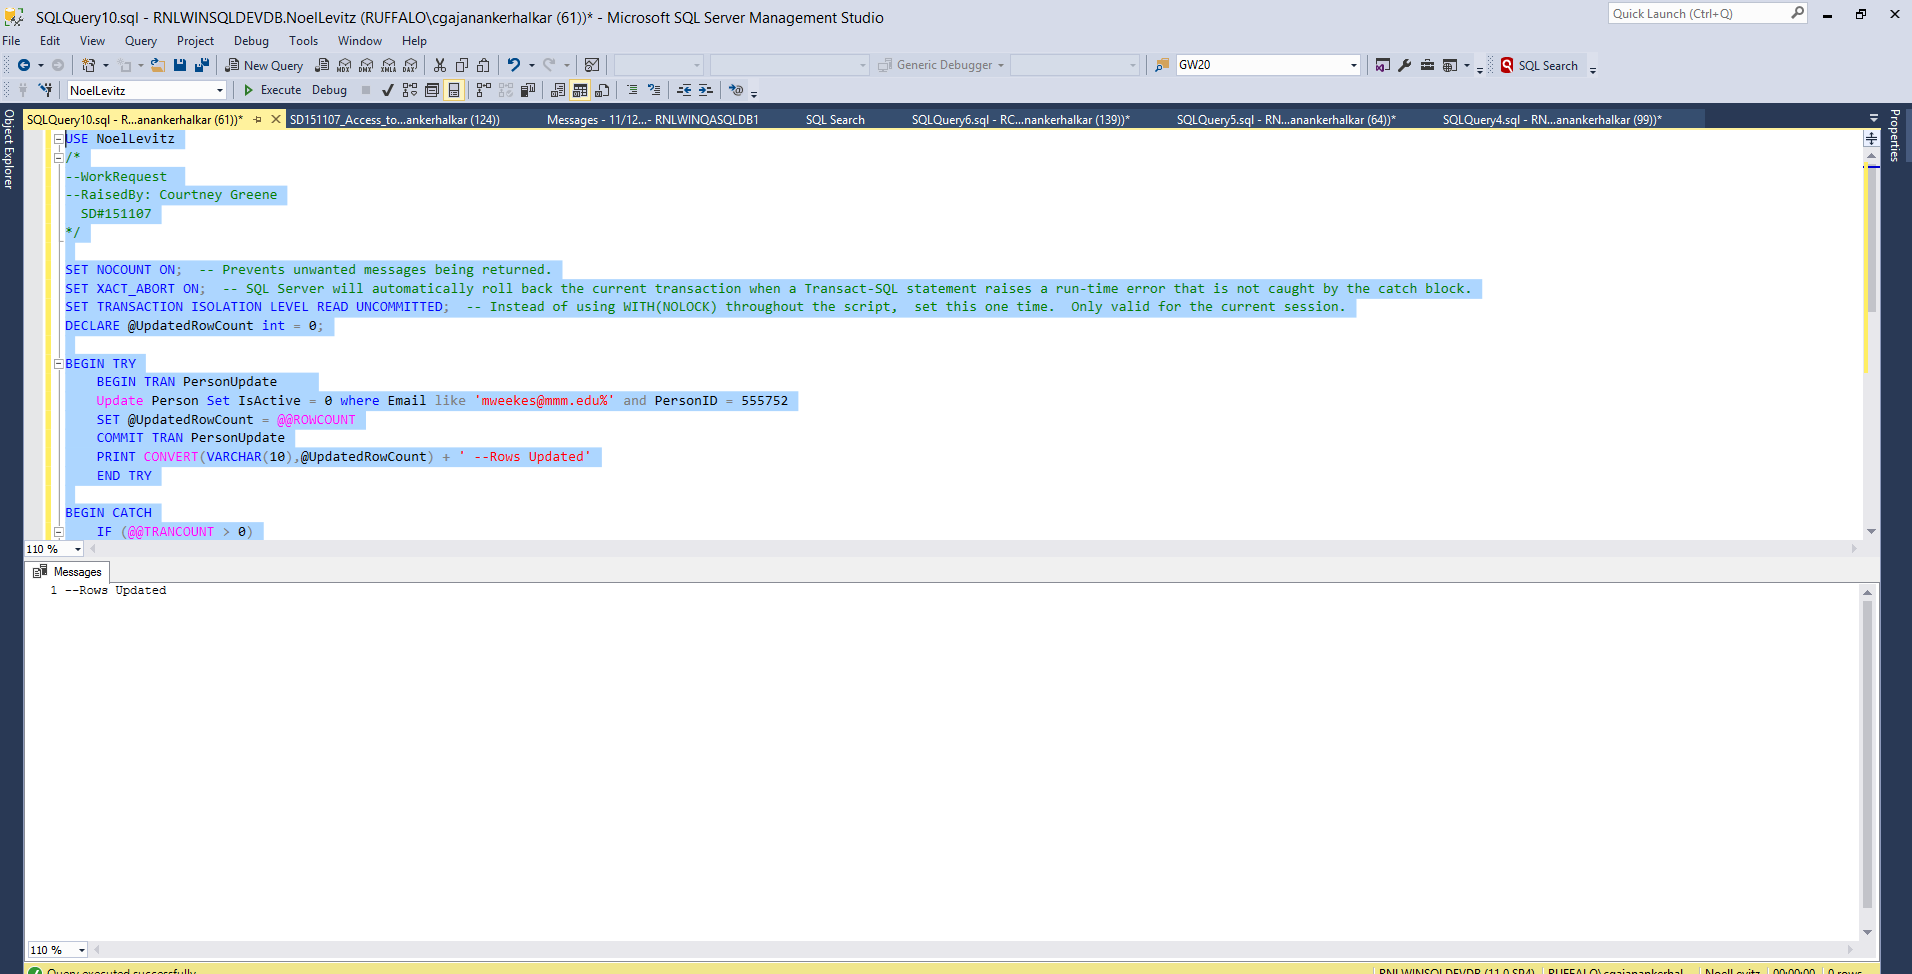 SQLQuery10.sql - RNLWINSQLDEVDB.NoelLevitz (RUFFALO\cgajanankerhalkar (61))* - Microsoft SQL Server Management Studio
Quick Launch (Ctrl+Q)
File Edit View Query Project Debug Tools Window Help
New Query
MDX DMX XMLA DAX
Generic Debugger
GW20
SQL Search
NoelLevitz
Execute Debug
Object Explorer
Properties
SQLQuery10.sql - R...anankerhalkar (61))* SD151107_Access_to...ankerhalkar (124)) Messages - 11/12...- RNLWINQASQLDB1 SQL Search SQLQuery6.sql - RC...nankerhalkar (139))* SQLQuery5.sql - RN...anankerhalkar (64))* SQLQuery4.sql - RN...anankerhalkar (99))*
USE NoelLevitz
/*
--WorkRequest
--RaisedBy: Courtney Greene
SD#151107
*/
SET NOCOUNT ON;  -- Prevents unwanted messages being returned.
SET XACT_ABORT ON;  -- SQL Server will automatically roll back the current transaction when a Transact-SQL statement raises a run-time error that is not caught by the catch block.
SET TRANSACTION ISOLATION LEVEL READ UNCOMMITTED;  -- Instead of using WITH(NOLOCK) throughout the script,  set this one time.  Only valid for the current session.
DECLARE @UpdatedRowCount int = 0;
BEGIN TRY
BEGIN TRAN PersonUpdate
Update Person Set IsActive = 0 where Email like 'mweekes@mmm.edu%' and PersonID = 555752
SET @UpdatedRowCount = @@ROWCOUNT
COMMIT TRAN PersonUpdate
PRINT CONVERT(VARCHAR(10),@UpdatedRowCount) + ' --Rows Updated'
END TRY
BEGIN CATCH
IF (@@TRANCOUNT > 0)
110 %
Messages
1 --Rows Updated
110 %
Query executed successfully. RNLWINSQLDEVDB (11.0 SP4) RUFFALO\cgajanankerhal... NoelLevitz 00:00:00 0 rows